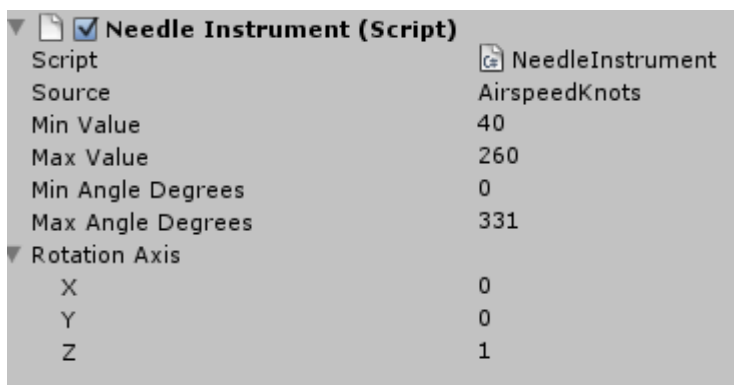 Needle Instrument (Script)
Script NeedleInstrument
Source AirspeedKnots
Min Value 40
Max Value 260
Min Angle Degrees 0
Max Angle Degrees 331
Rotation Axis
X 0
Y 0
Z 1